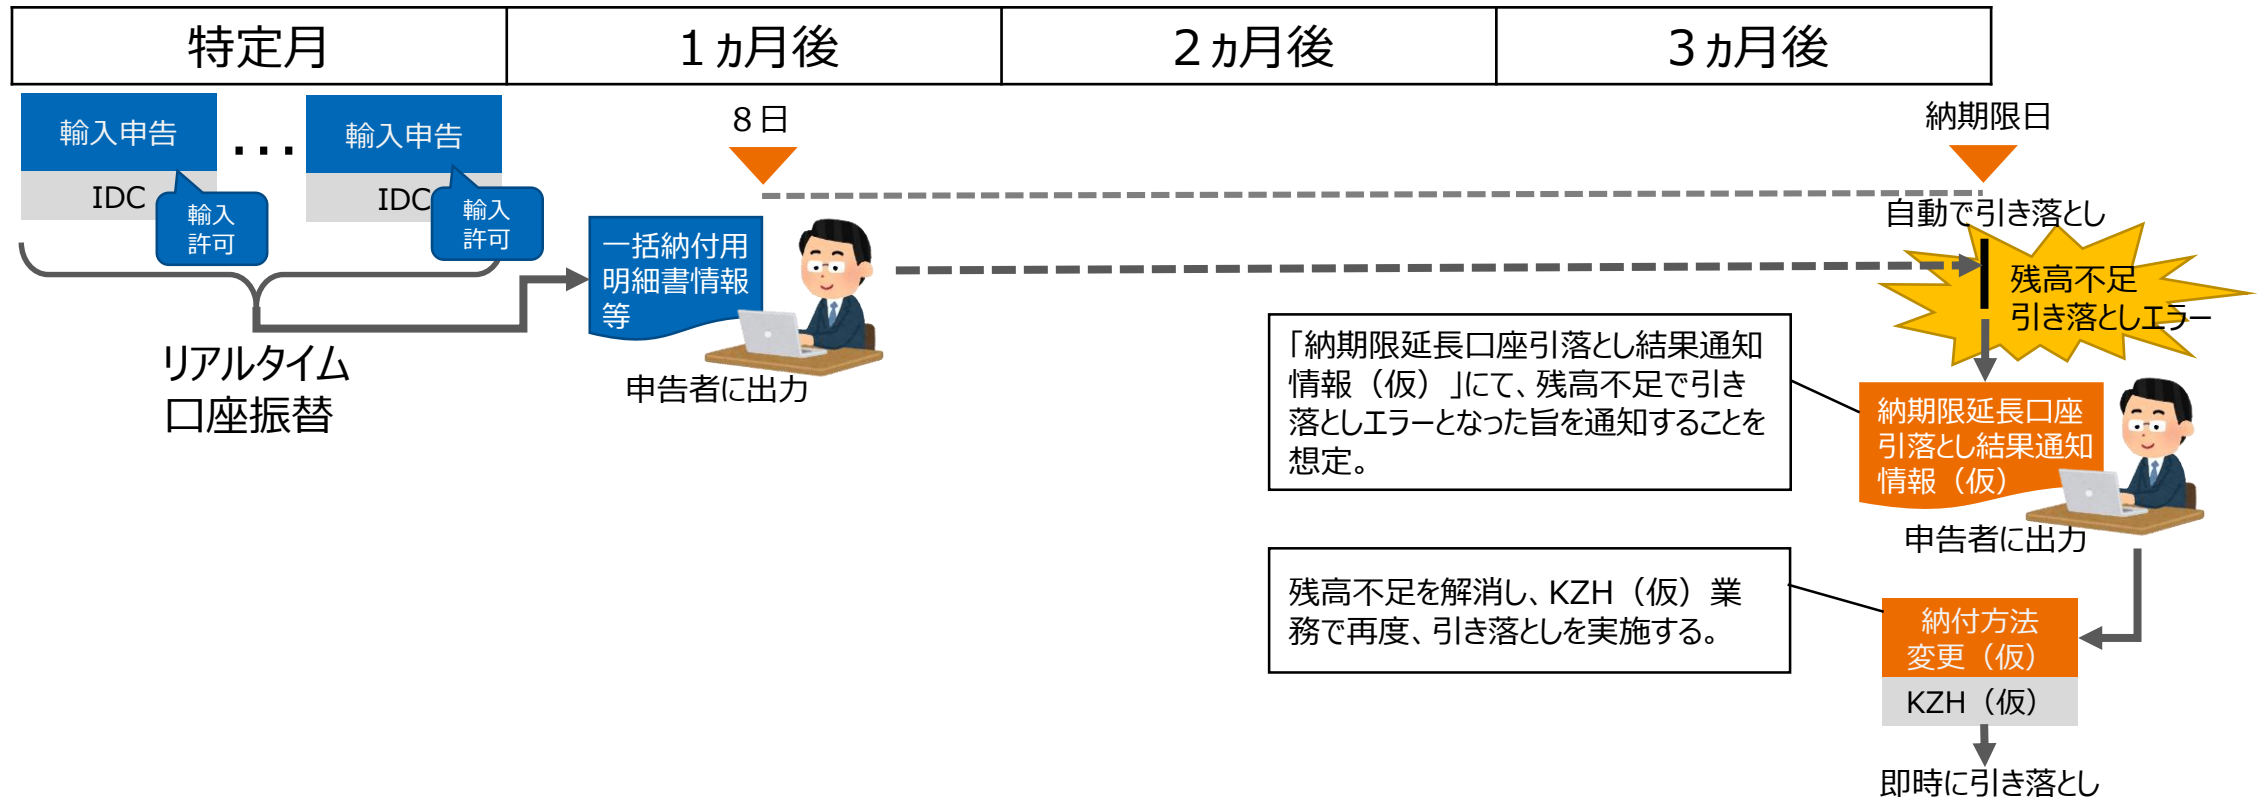 特定月
１ヵ月後
２ヵ月後
３ヵ月後
輸入申告
IDC
輸入
許可
・・・
輸入申告
IDC
輸入
許可
リアルタイム
口座振替
８日
一括納付用
明細書情報
等
申告者に出力
納期限日
自動で引き落とし
残高不足
引き落としエラー
「納期限延長口座引落とし結果通知
情報（仮）」にて、残高不足で引き
落としエラーとなった旨を通知することを
想定。
納期限延長口座
引落とし結果通知
情報（仮）
申告者に出力
残高不足を解消し、KZH（仮）業
務で再度、引き落としを実施する。
納付方法
変更（仮）
KZH（仮）
即時に引き落とし